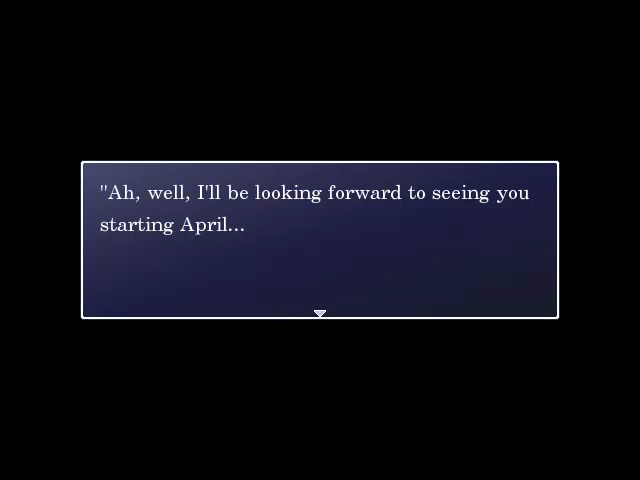 "Ah, well, I'll be looking forward to seeing you
starting April...